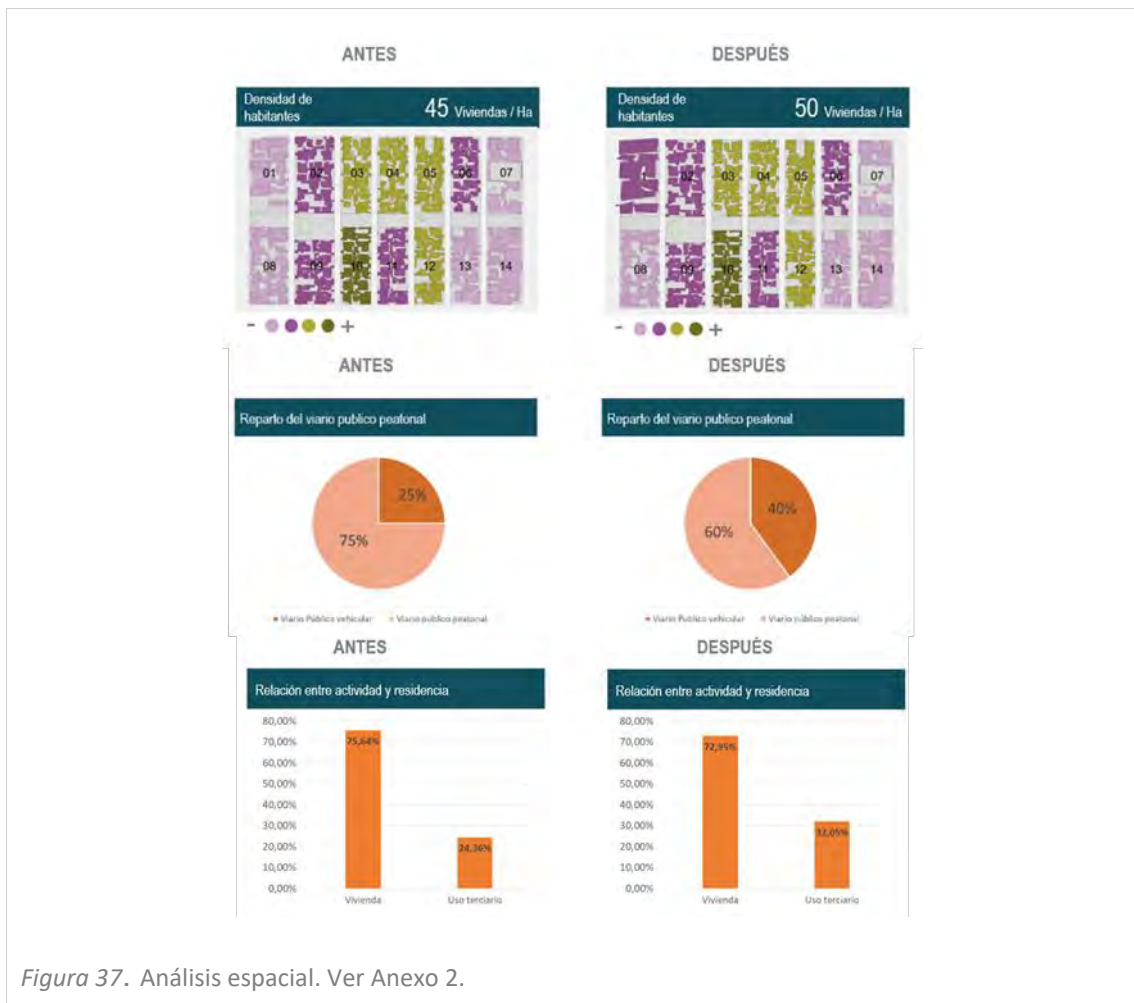 ANTES
DESPUÉS
Densidad de
habitantes
45 Viviendas / Ha
Densidad de
habitantes
50 Viviendas / Ha
01 02 03 04 05 06 07
08 09 10 11 12 13 14
- +
1 02 03 04 05 06 07
08 09 10 11 12 13 14
- +
ANTES
DESPUÉS
Reparto del viario publico peatonal
Reparto del viario publico peatonal
25%
75%
40%
60%
Viario Público vehicular Viario publico peatonal
Viario Público vehicular Viario publico peatonal
ANTES
DESPUÉS
Relación entre actividad y residencia
Relación entre actividad y residencia
80,00%
70,00%
60,00%
50,00%
40,00%
30,00%
20,00%
10,00%
0,00%
75,64%
24,36%
Vivienda Uso terciario
80,00%
70,00%
60,00%
50,00%
40,00%
30,00%
20,00%
10,00%
0,00%
72,95%
32,05%
Vivienda Uso terciario
Figura 37. Análisis espacial. Ver Anexo 2.